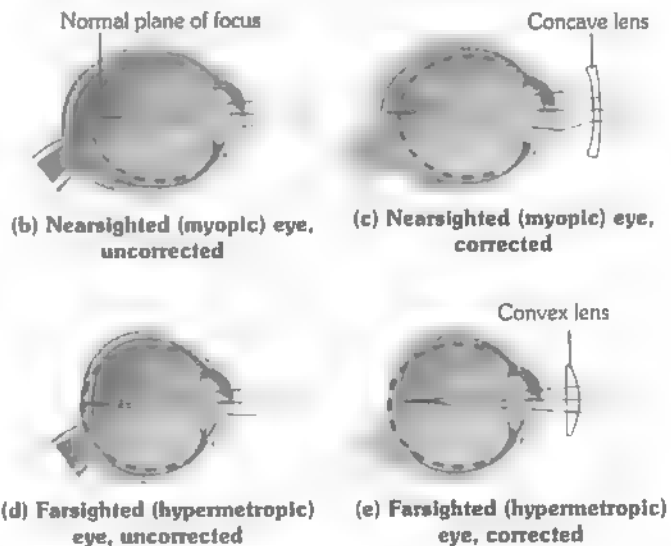 Normal plane of focus
Concave lens
(b) Nearsighted (myopic) eye,
uncorrected
(c) Nearsighted (myopic) eye,
corrected
Convex lens
(d) Farsighted (hypermetropic)
eye, uncorrected
(e) Farsighted (hypermetropic)
eye, corrected